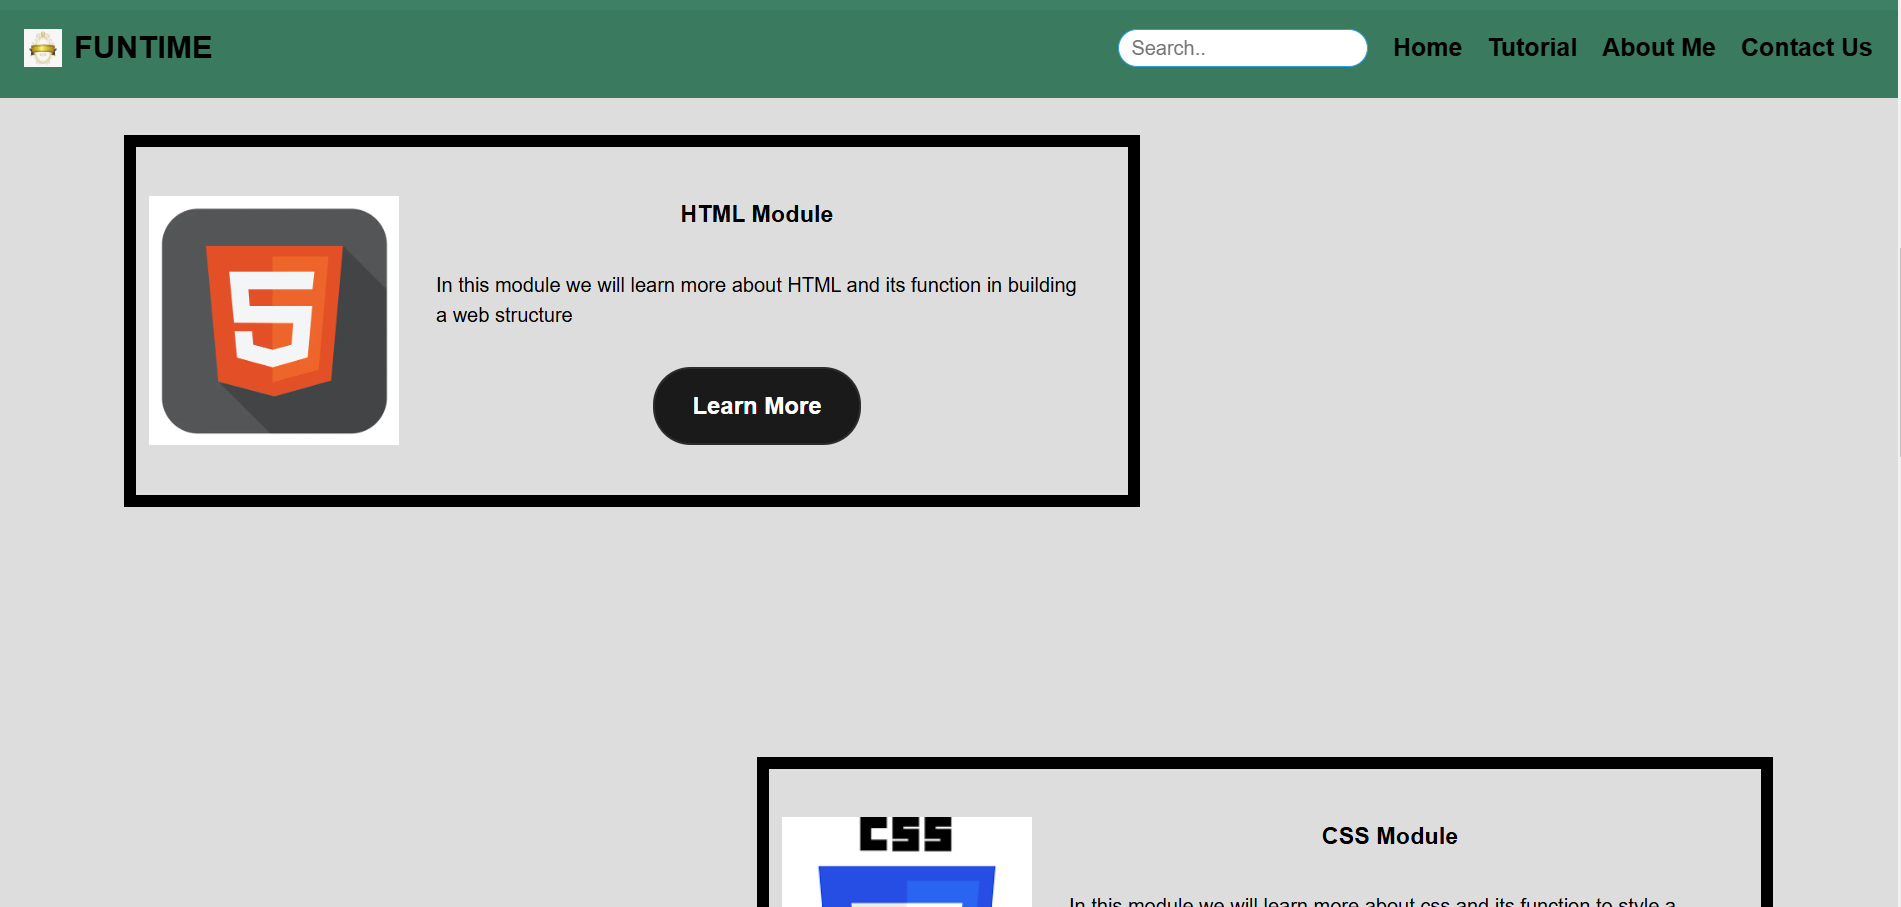 FUNTIME
Search..
Home
Tutorial
About Me
Contact Us
HTML Module
In this module we will learn more about HTML and its function in building
a web structure
Learn More
CSS
CSS Module
In this module we will learn more about css and its function to style a